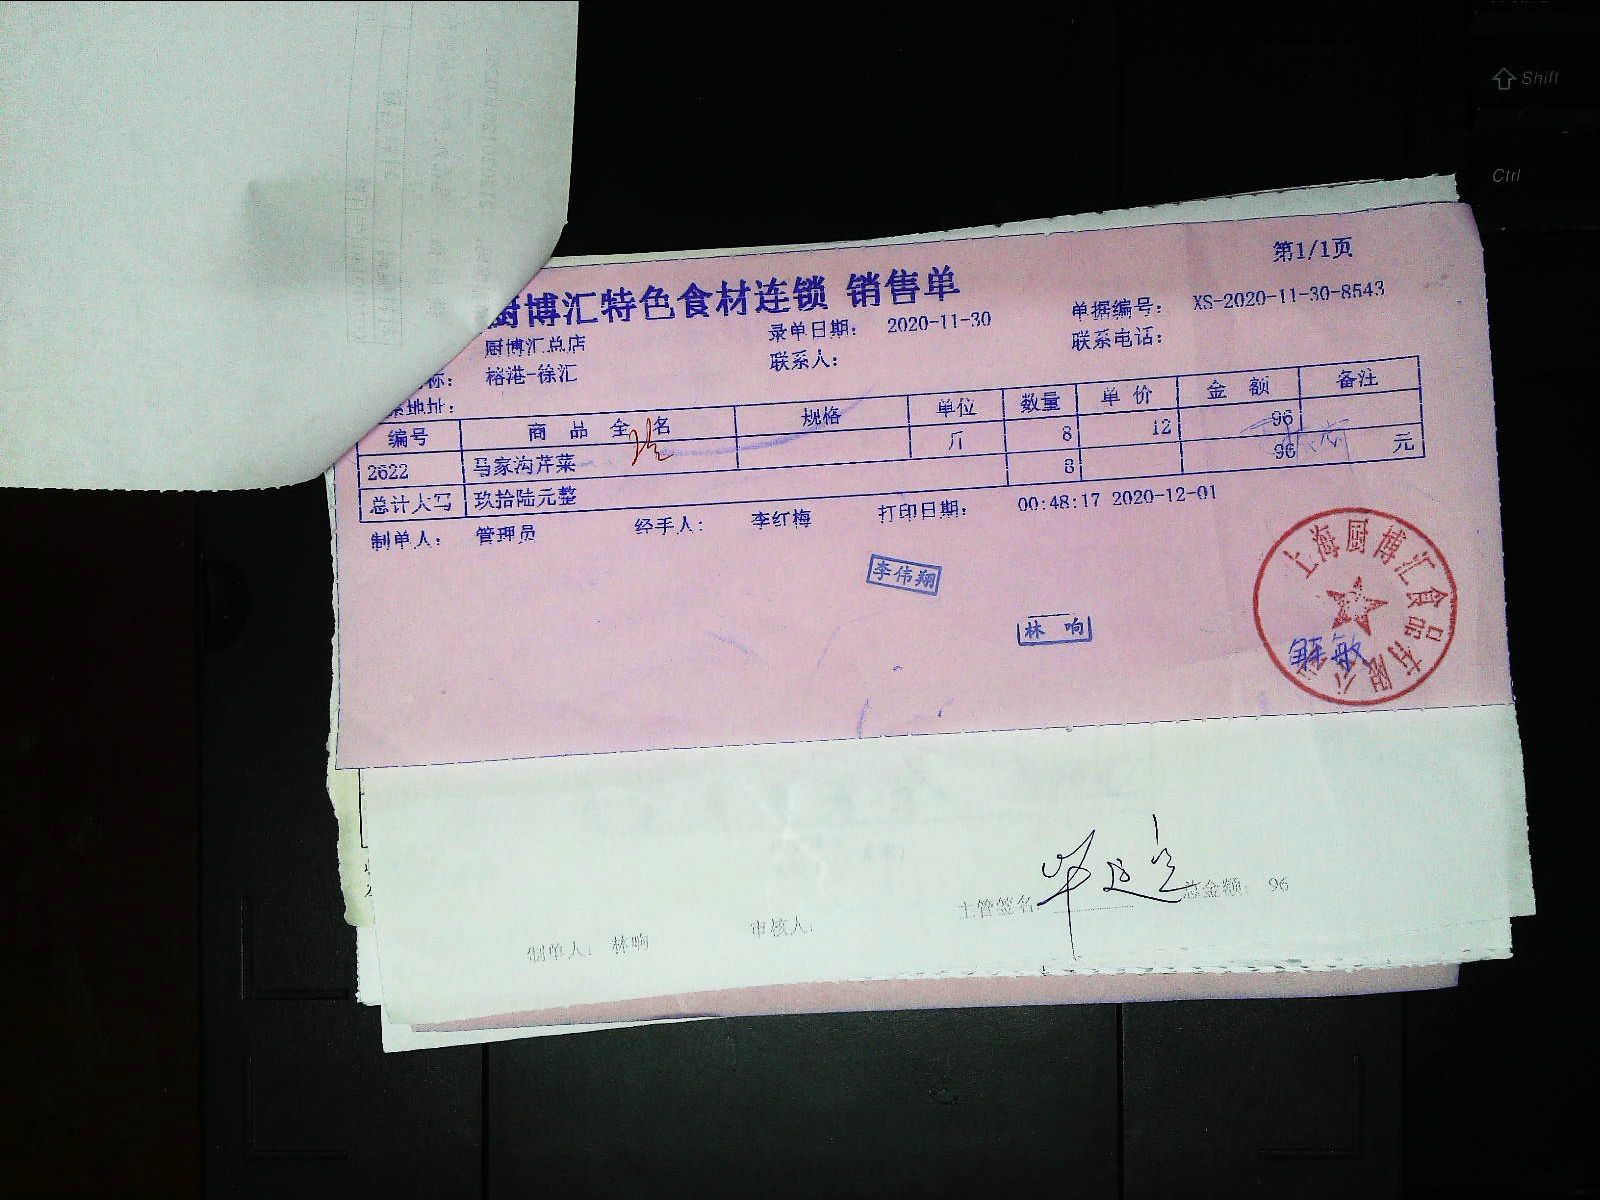 Shift
Ctrl
第1/1页
厨博汇特色食材连锁 销售单
厨博汇总店
录单日期： 2020-11-30
单据编号： XS-2020-11-30-8543
称： 榕港-徐汇
联系人：
联系电话：
地址：
编号 商品全名 规格 单位 数量 单价 金额 备注
2622 马家沟芹菜 斤 8 12 96
总计大写 玖拾陆元整 8 96 元
制单人： 管理员 经手人： 李红梅 打印日期： 00:48:17 2020-12-01
李伟翔
林 响
上海厨博汇食品有限公司
敏
主管签名: 总金额: 96
制单人: 林响 审核人: